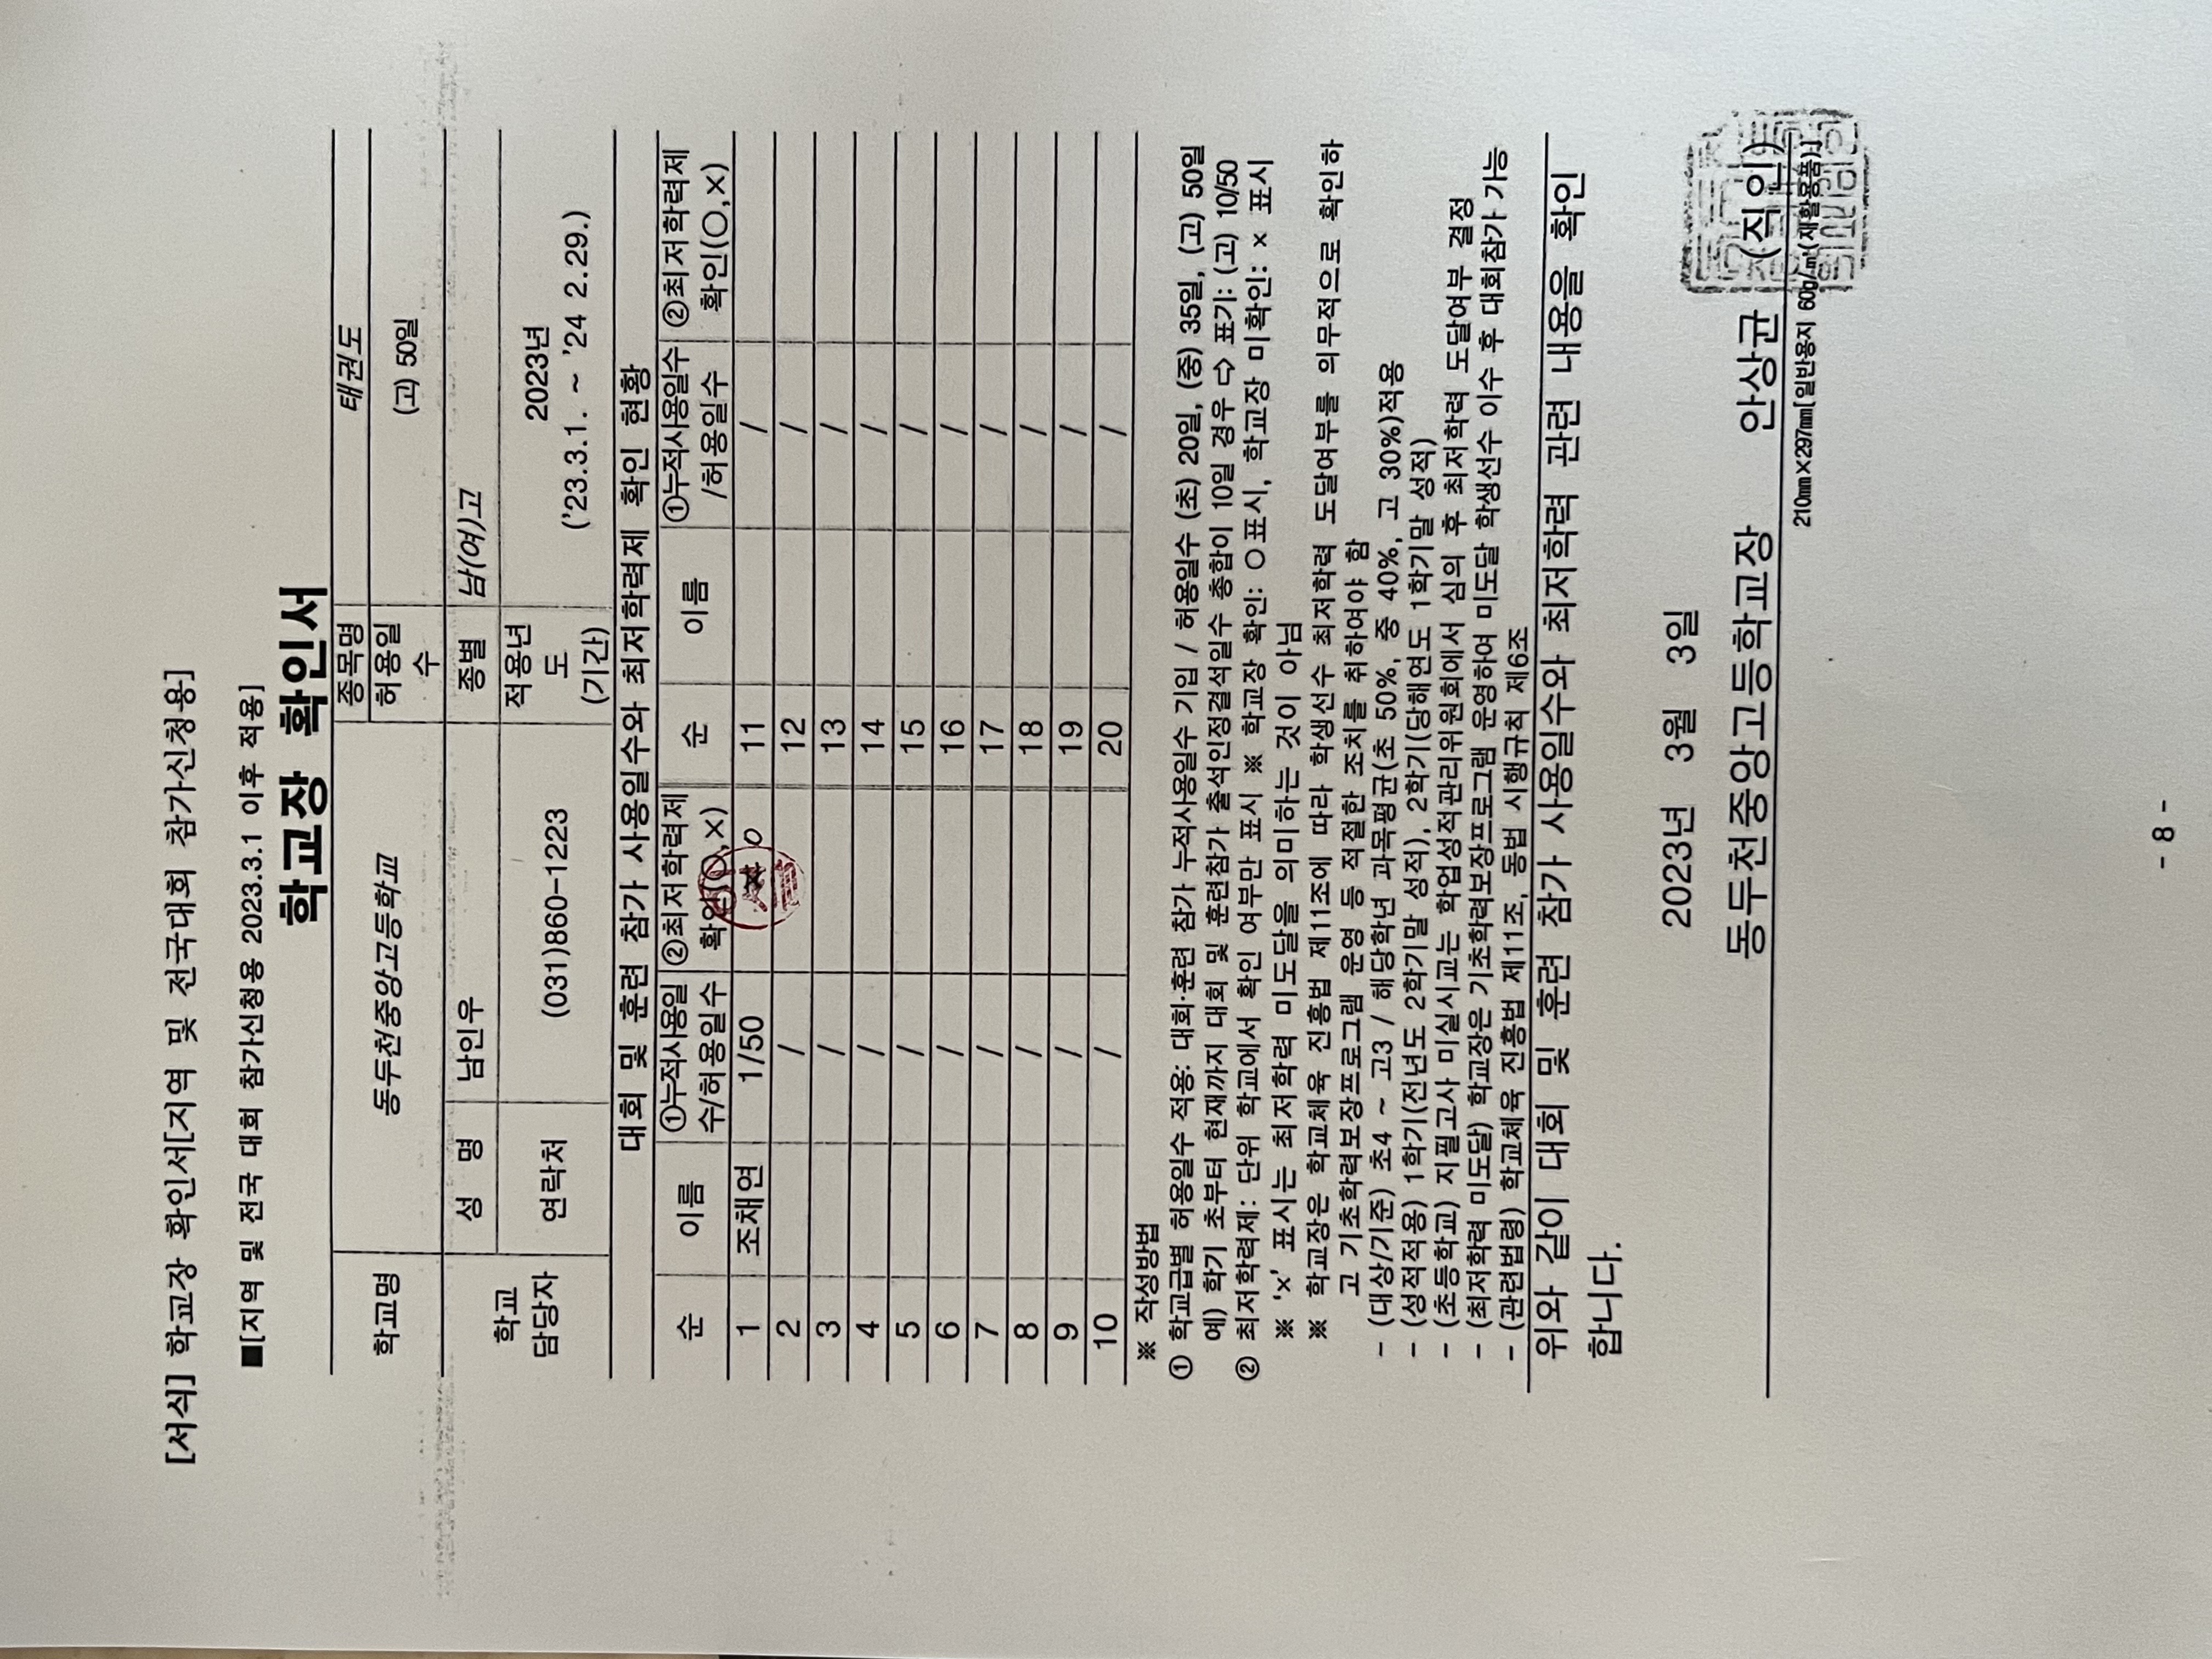 [서식] 학교장 확인서[지역 및 전국대회 참가신청용]
■[지역 및 전국 대회 참가신청용 2023.3.1 이후 적용]
학교장 확인서
학교명 동두천중앙고등학교 종목명 태권도
허용일수 (고) 50일
학교 담당자 성 명 남인우 종별 남(여)고
연락처 (031)860-1223 적용년도 (기간) 2023년 ('23.3.1. ~ '24 2.29.)
대회 및 훈련 참가 사용일수와 최저학력제 확인 현황
순 이름 ①누적사용일수/허용일수 ②최저학력제 확인(○,×) 순 이름 ①누적사용일수/허용일수 ②최저학력제 확인(○,×)
1 조채연 1/50 × 0 11 /
2 / 12 /
3 / 13 /
4 / 14 /
5 / 15 /
6 / 16 /
7 / 17 /
8 / 18 /
9 / 19 /
10 / 20 /
※ 작성방법
① 학교급별 허용일수 적용: 대회·훈련 참가 누적사용일수 기입 / 허용일수 (초) 20일, (중) 35일, (고) 50일
예) 학기 초부터 현재까지 대회 및 훈련참가 출석인정결석일수 총합이 10일 경우 ⇨ 표기: (고) 10/50
② 최저학력제: 단위 학교에서 확인 여부만 표시 ※ 학교장 확인: ○표시, 학교장 미확인: × 표시
※ '×' 표시는 최저학력 미도달을 의미하는 것이 아님
※ 학교장은 학교체육 진흥법 제11조에 따라 학생선수 최저학력 도달여부를 의무적으로 확인하
고 기초학력보장프로그램 운영 등 적절한 조치를 취하여야 함
- (대상/기준) 초4 ~ 고3 / 해당학년 과목평균(초 50%, 중 40%, 고 30%)적용
- (성적적용) 1학기(전년도 2학기말 성적), 2학기(당해연도 1학기말 성적)
- (초등학교) 지필고사 미실시교는 학업성적관리위원회에서 심의 후 최저학력 도달여부 결정
- (최저학력 미도달) 학교장은 기초학력보장프로그램 운영하여 미도달 학생선수 이수 후 대회참가 가능
- (관련법령) 학교체육 진흥법 제11조, 동법 시행규칙 제6조
위와 같이 대회 및 훈련 참가 사용일수와 최저학력 관련 내용을 확인
합니다.
2023년 3월 3일
동두천중앙고등학교장 안상균 (직인)
210㎜×297㎜[일반용지 60g/㎡(재활용품)]
- 8 -